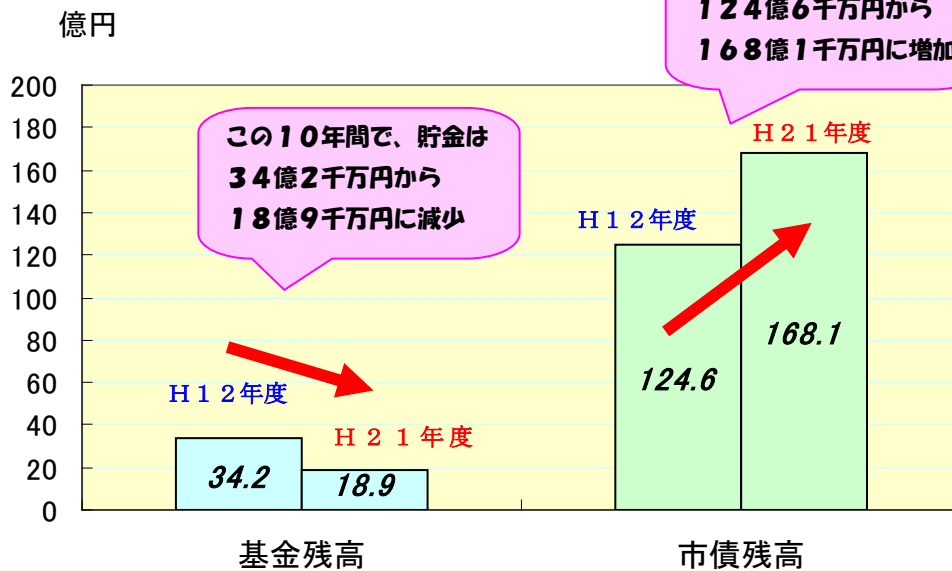 億円
124億6千万円から
168億1千万円に増加
200
180
160
140
120
100
80
60
40
20
0
この10年間で、貯金は
34億2千万円から
18億9千万円に減少
H12年度
H21年度
34.2
18.9
H12年度
H21年度
124.6
168.1
基金残高
市債残高